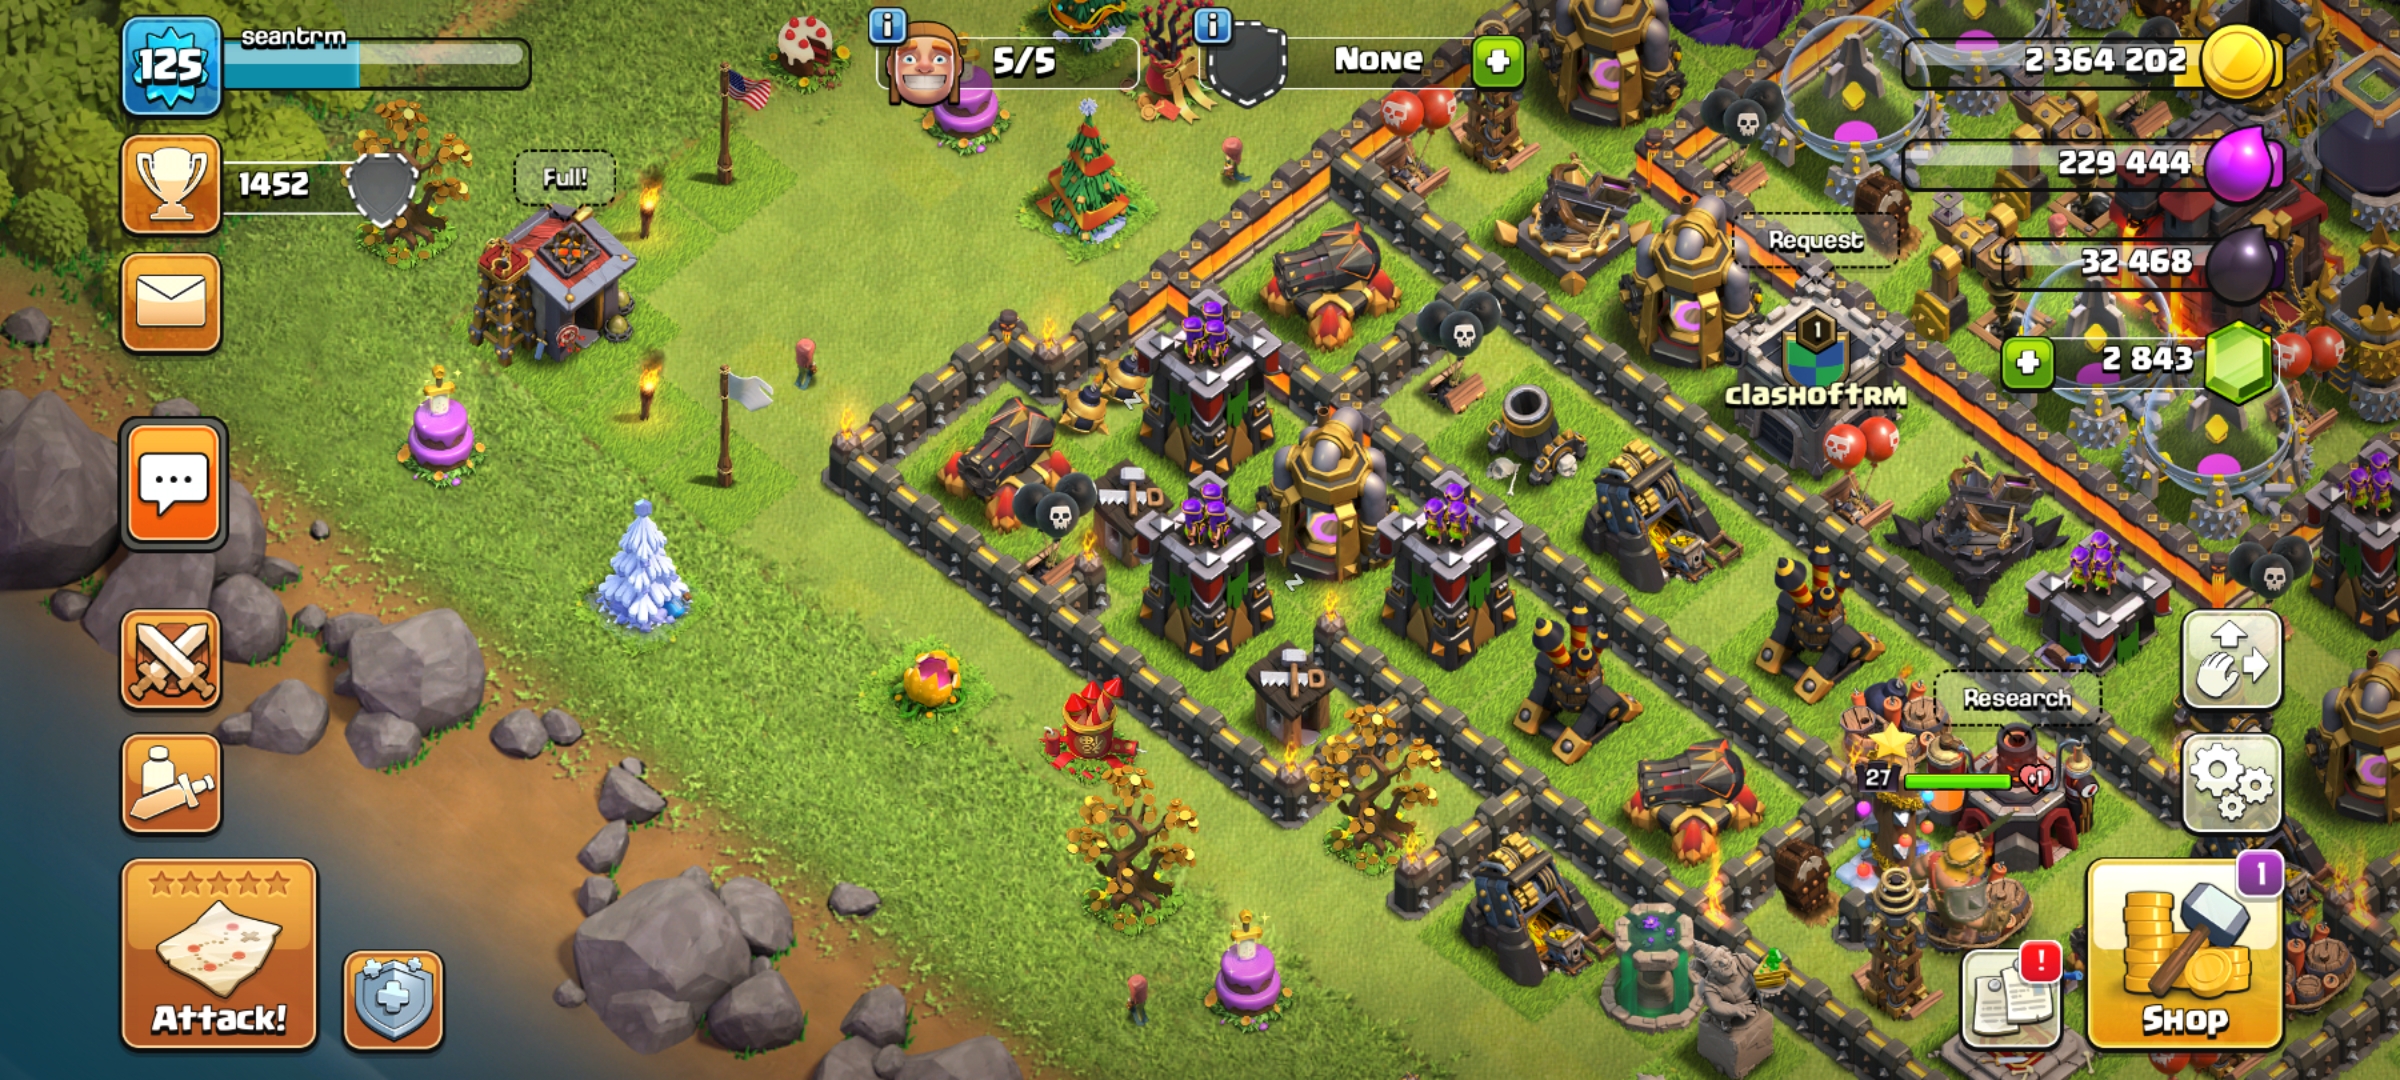 125
seantrm
5/5
None
2 364 202
1452
Full!
229 444
Request
32 468
1
2 843
clashoftrm
z
z
Research
27
+1
1
!
Attack!
Shop